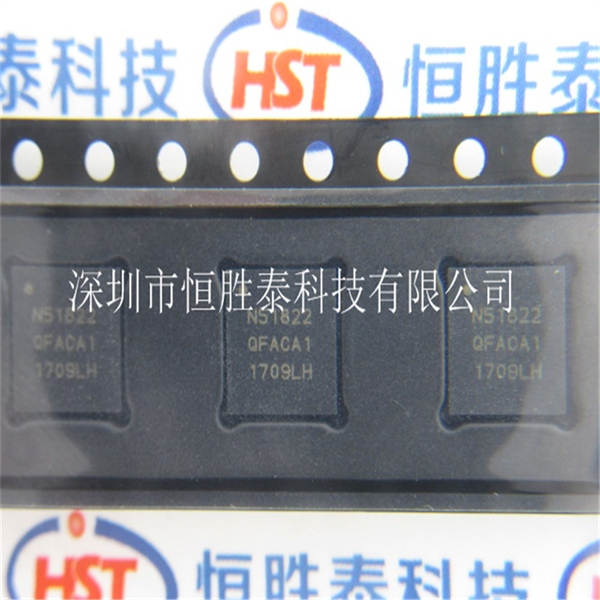 泰科技 HST 恒胜泰
深圳市恒胜泰科技有限公司
N51822 N51822 N51822
QFACA1 QFACA1 QFACA1
1709LH 1709LH 1709LH
HST 恒胜泰科技